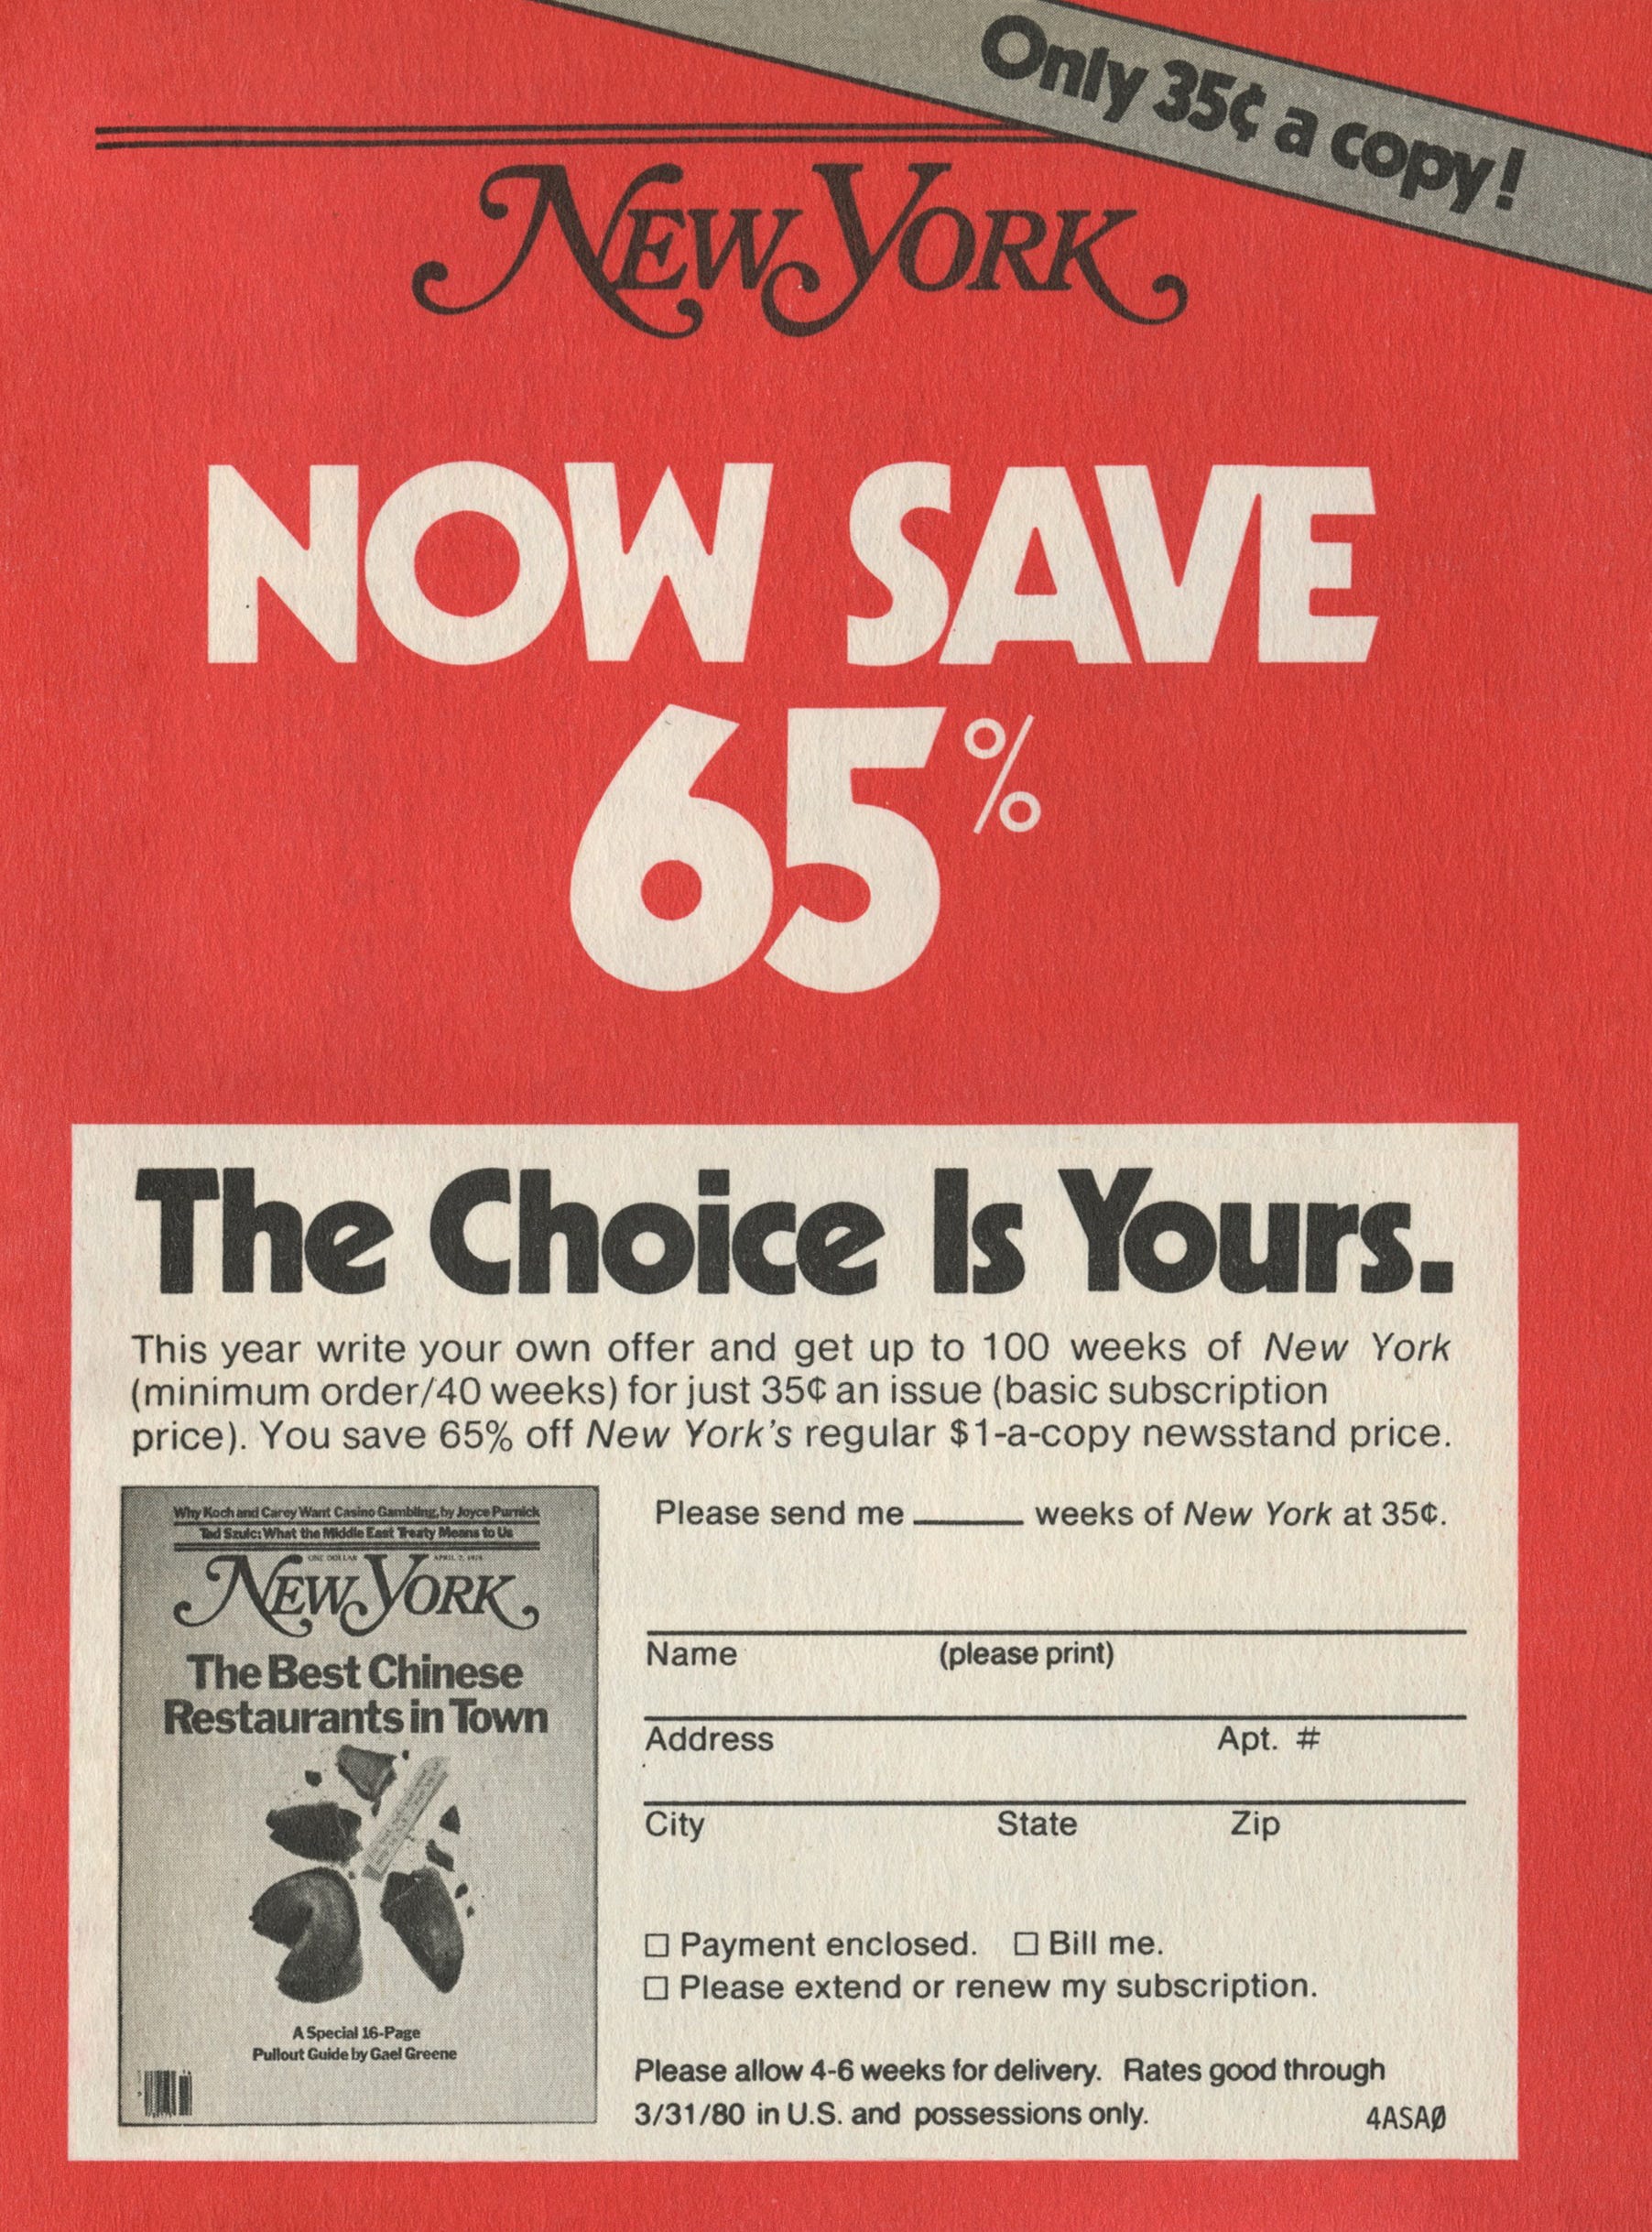 Only 35¢ a copy!
NEW YORK
NOW SAVE
65%
The Choice Is Yours.
This year write your own offer and get up to 100 weeks of New York
(minimum order/40 weeks) for just 35¢ an issue (basic subscription
price). You save 65% off New York's regular $1-a-copy newsstand price.
Why Koch and Carey Want Casino Gambling, by Joyce Purnick
Tad Szulc: What the Middle East Treaty Means to Us
ONE DOLLAR APRIL 2, 1979
NEW YORK
The Best Chinese
Restaurants in Town
A Special 16-Page
Pullout Guide by Gael Greene
Please send me ______ weeks of New York at 35¢.
Name (please print)
Address Apt. #
City State Zip
☐ Payment enclosed. ☐ Bill me.
☐ Please extend or renew my subscription.
Please allow 4-6 weeks for delivery. Rates good through
3/31/80 in U.S. and possessions only. 4ASAØ